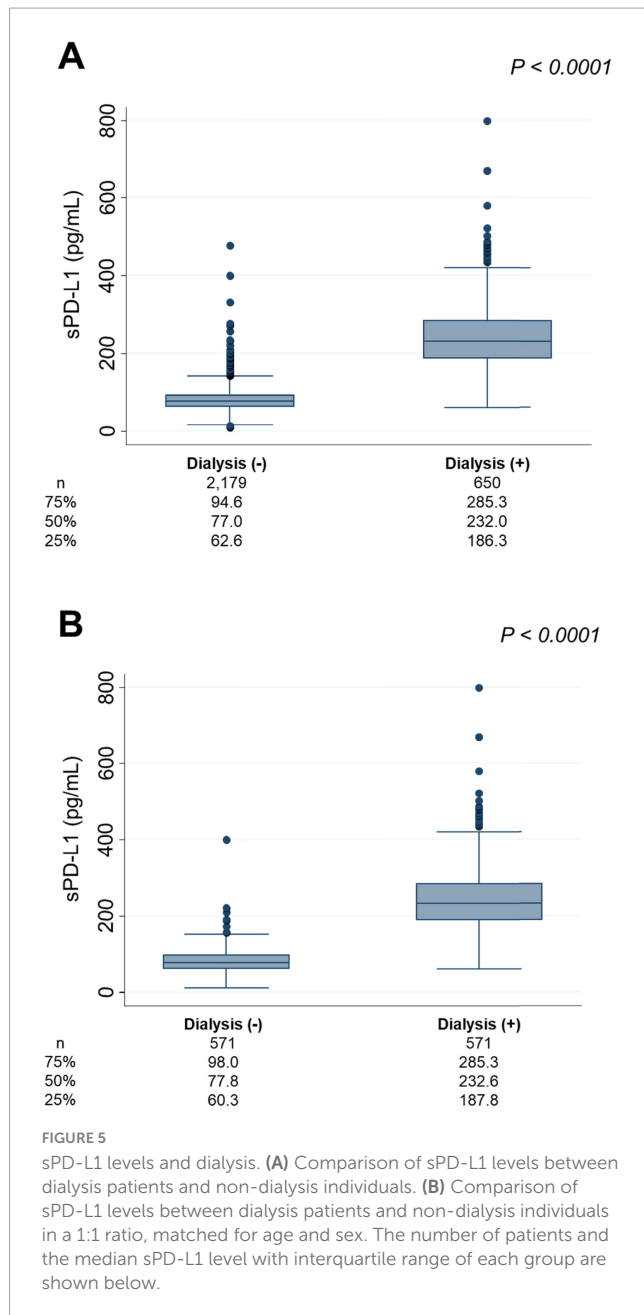 A
P < 0.0001
800
600
400
200
0
sPD-L1 (pg/mL)
Dialysis (-) Dialysis (+)
n 2,179 650
75% 94.6 285.3
50% 77.0 232.0
25% 62.6 186.3
B
P < 0.0001
800
600
400
200
0
sPD-L1 (pg/mL)
Dialysis (-) Dialysis (+)
n 571 571
75% 98.0 285.3
50% 77.8 232.6
25% 60.3 187.8
FIGURE 5
sPD-L1 levels and dialysis. (A) Comparison of sPD-L1 levels between
dialysis patients and non-dialysis individuals. (B) Comparison of
sPD-L1 levels between dialysis patients and non-dialysis individuals
in a 1:1 ratio, matched for age and sex. The number of patients and
the median sPD-L1 level with interquartile range of each group are
shown below.